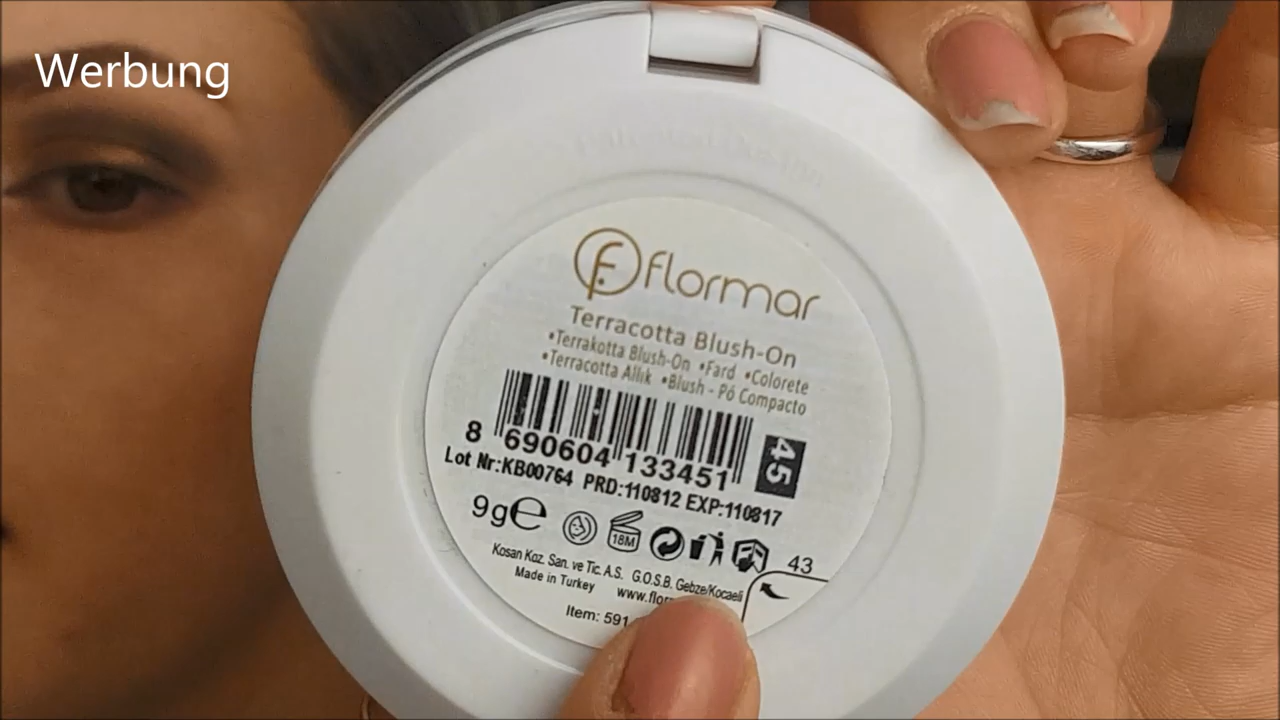 Werbung
flormar
Terracotta Blush-On
•Terrakotta Blush-On •Fard •Colorete
•Terracotta Allık •Blush - Pó Compacto
45
8 690604 133451
Lot Nr:KB00764 PRD:110812 EXP:110817
9g e
18M
43
Kosan Koz. San. ve Tic. A.S. G.O.S.B. Gebze/Kocaeli
Made in Turkey
Item: 591